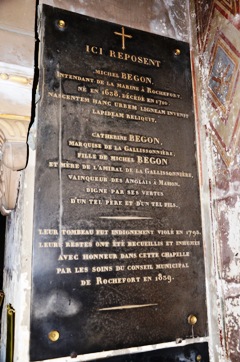 ICI REPOSENT
MICHEL BEGON,
INTENDANT DE LA MARINE À ROCHEFORT,
NÉ EN 1638, DÉCÉDÉ EN 1710
NASCENTEM HANC URBEM LIGNEAM INVENIT
LAPIDEAM RELIQUIT.
CATHERINE BEGON,
MARQUISE DE LA GALLISSONNIÈRE,
FILLE DE MICHEL BEGON
ET MÈRE DE L'AMIRAL DE LA GALLISSONNIÈRE,
VAINQUEUR DES ANGLAIS À MAHON,
DIGNE PAR SES VERTUS
D'UN TEL PÈRE ET D'UN TEL FILS.
LEUR TOMBEAU FUT INDIGNEMENT VIOLÉ EN 1793,
LEURS RESTES ONT ÉTÉ RECUEILLIS ET INHUMÉS
AVEC HONNEUR DANS CETTE CHAPELLE
PAR LES SOINS DU CONSEIL MUNICIPAL
DE ROCHEFORT EN 1839.